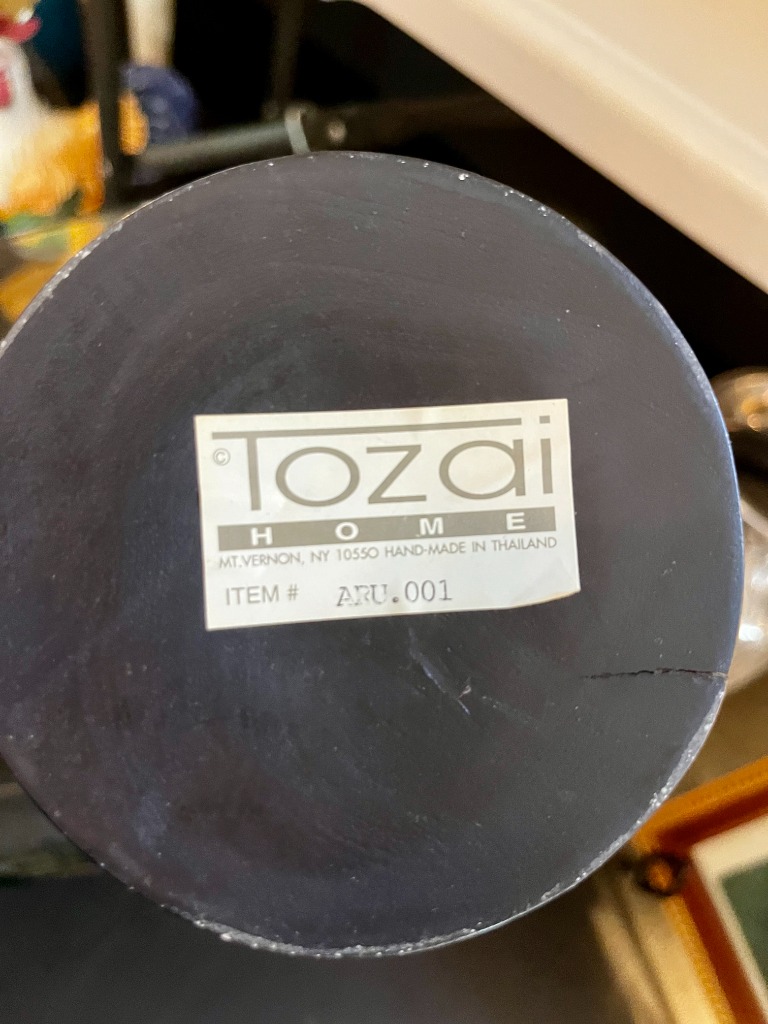 © Tozai
HOME
MT.VERNON, NY 10550 HAND-MADE IN THAILAND
ITEM # ARU.001